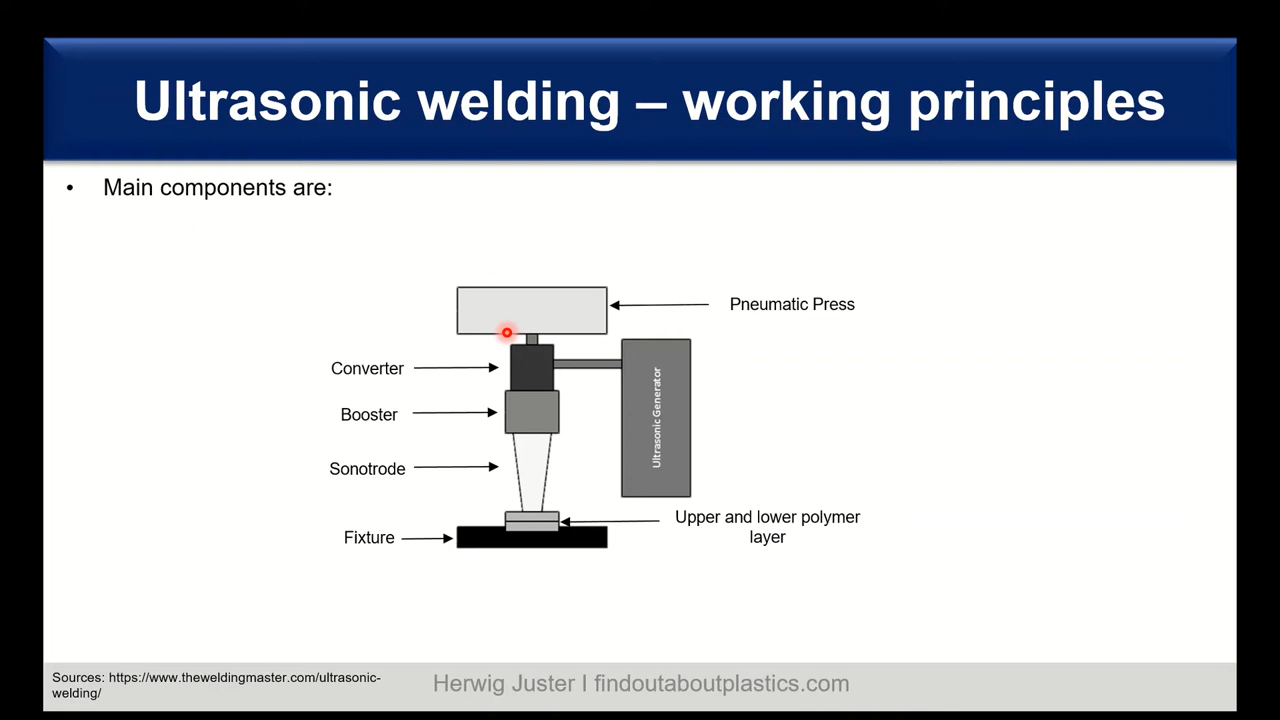 Ultrasonic welding – working principles
• Main components are:
Pneumatic Press
Converter
Booster
Sonotrode
Fixture
Ultrasonic Generator
Upper and lower polymer
layer
Sources: https://www.theweldingmaster.com/ultrasonic-
welding/
Herwig Juster I findoutaboutplastics.com